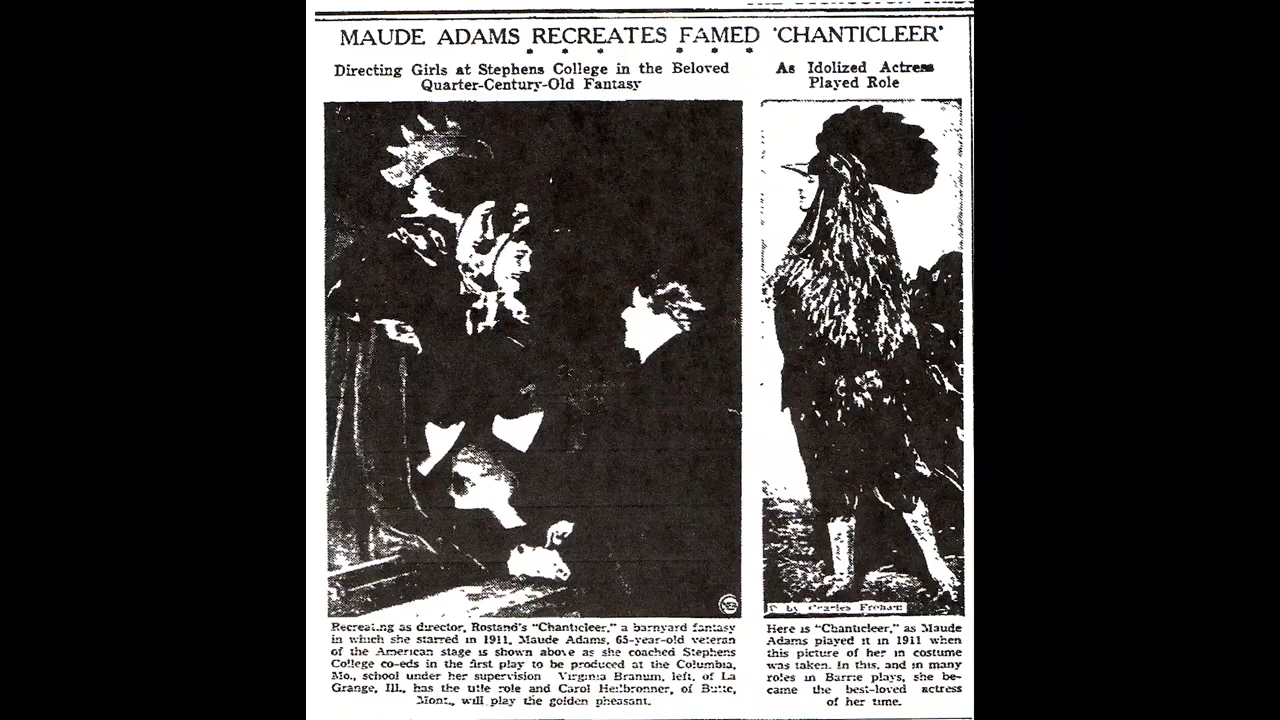 MAUDE ADAMS RECREATES FAMED 'CHANTICLEER'
Directing Girls at Stephens College in the Beloved
Quarter-Century-Old Fantasy
As Idolized Actress
Played Role
© by Charles Frohman
Recreating as director, Rostand's "Chanticleer," a barnyard fantasy
in which she starred in 1911, Maude Adams, 65-year-old veteran
of the American stage is shown above as she coached Stephens
College co-eds in the first play to be produced at the Columbia,
Mo., school under her supervision Virginia Branum, left, of La
Grange, Ill., has the title role and Carol Heilbronner, of Butte,
Mont., will play the golden pheasant.
Here is "Chanticleer," as Maude
Adams played it in 1911 when
this picture of her in costume
was taken. In this, and in many
roles in Barrie plays, she be-
came the best-loved actress
of her time.